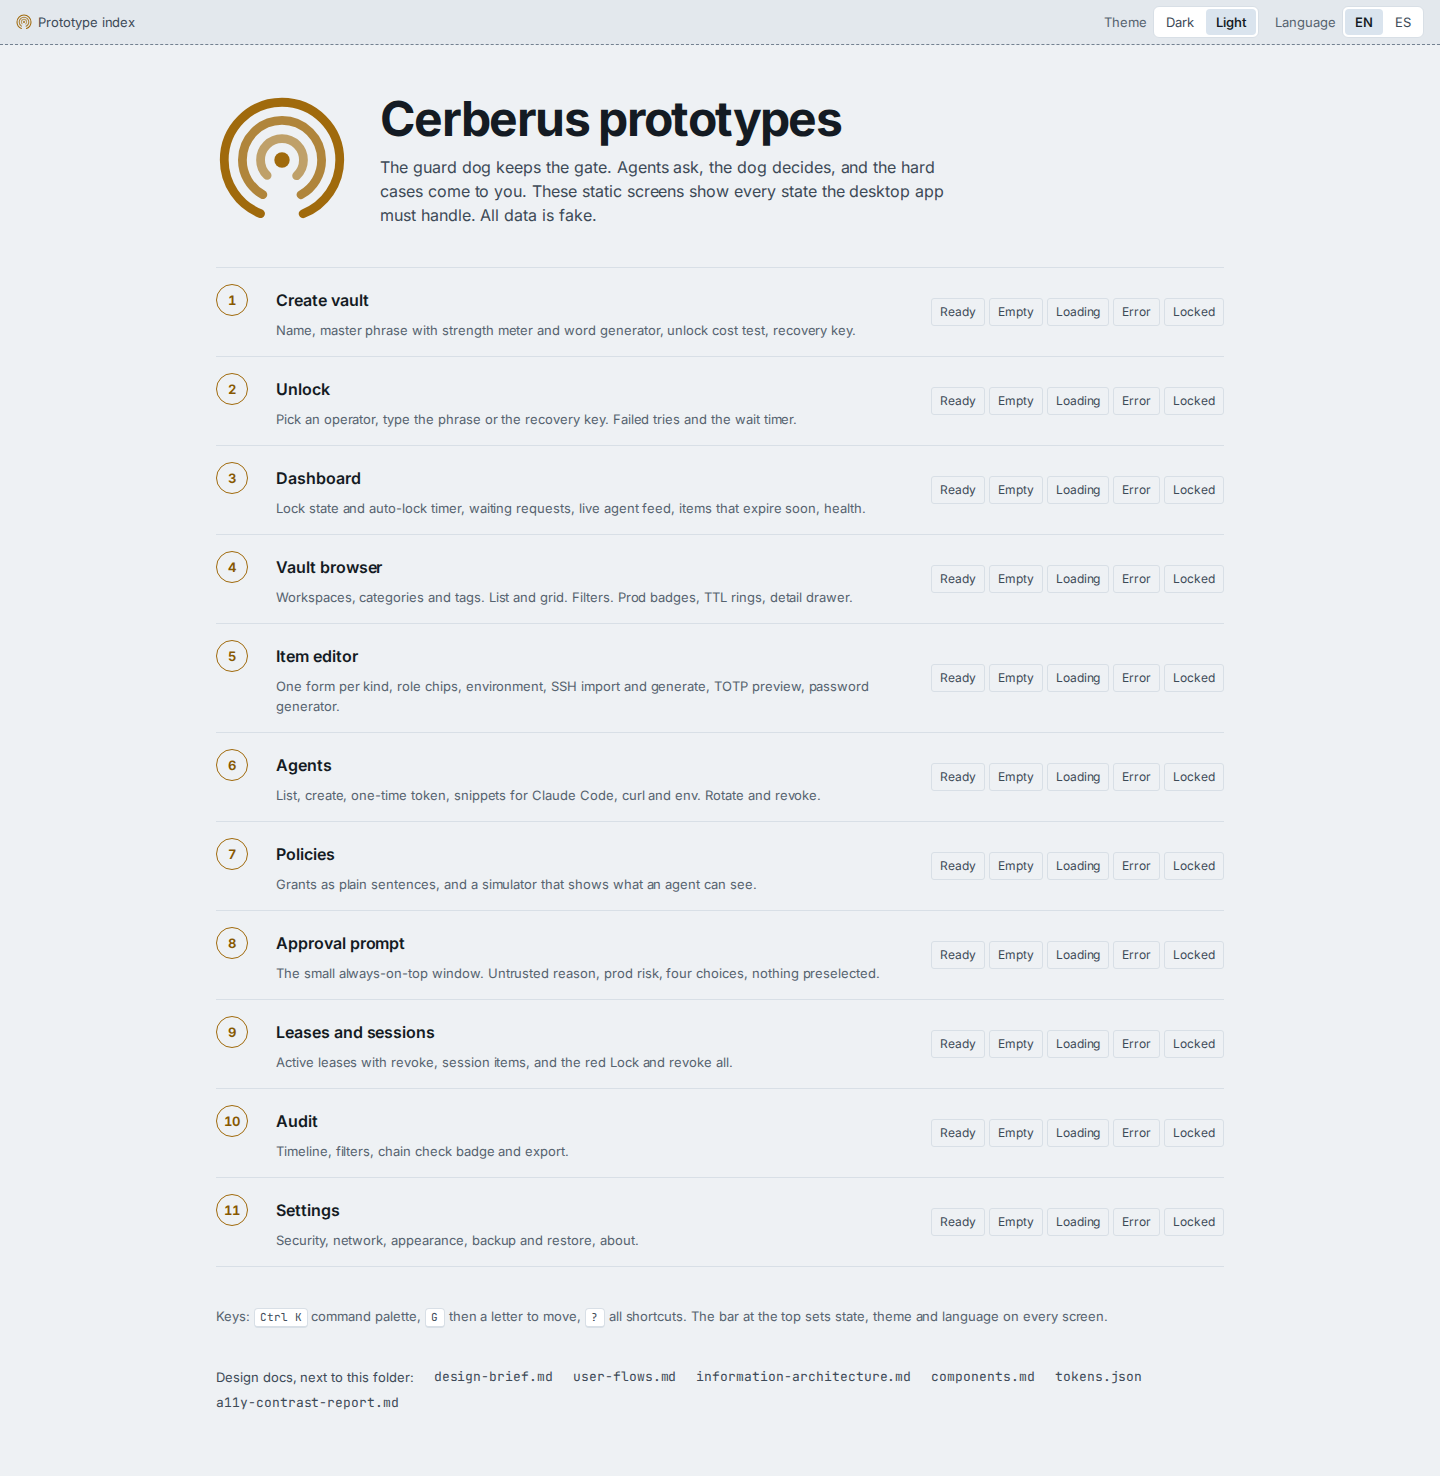 Prototype index
Theme Dark Light Language EN ES
Cerberus prototypes
The guard dog keeps the gate. Agents ask, the dog decides, and the hard
cases come to you. These static screens show every state the desktop app
must handle. All data is fake.
1 Create vault
Name, master phrase with strength meter and word generator, unlock cost test, recovery key.
Ready Empty Loading Error Locked
2 Unlock
Pick an operator, type the phrase or the recovery key. Failed tries and the wait timer.
Ready Empty Loading Error Locked
3 Dashboard
Lock state and auto-lock timer, waiting requests, live agent feed, items that expire soon, health.
Ready Empty Loading Error Locked
4 Vault browser
Workspaces, categories and tags. List and grid. Filters. Prod badges, TTL rings, detail drawer.
Ready Empty Loading Error Locked
5 Item editor
One form per kind, role chips, environment, SSH import and generate, TOTP preview, password
generator.
Ready Empty Loading Error Locked
6 Agents
List, create, one-time token, snippets for Claude Code, curl and env. Rotate and revoke.
Ready Empty Loading Error Locked
7 Policies
Grants as plain sentences, and a simulator that shows what an agent can see.
Ready Empty Loading Error Locked
8 Approval prompt
The small always-on-top window. Untrusted reason, prod risk, four choices, nothing preselected.
Ready Empty Loading Error Locked
9 Leases and sessions
Active leases with revoke, session items, and the red Lock and revoke all.
Ready Empty Loading Error Locked
10 Audit
Timeline, filters, chain check badge and export.
Ready Empty Loading Error Locked
11 Settings
Security, network, appearance, backup and restore, about.
Ready Empty Loading Error Locked
Keys: Ctrl K command palette, G then a letter to move, ? all shortcuts. The bar at the top sets state, theme and language on every screen.
Design docs, next to this folder: design-brief.md user-flows.md information-architecture.md components.md tokens.json
a11y-contrast-report.md